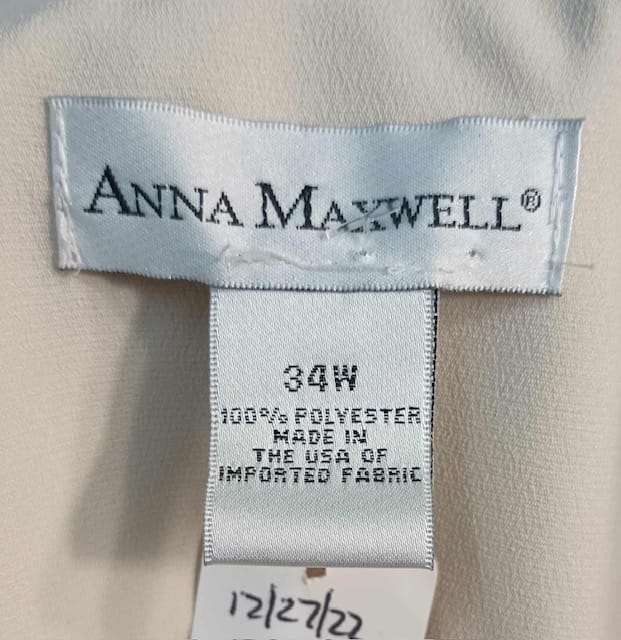 ANNA MAXWELL®
34W
100% POLYESTER
MADE IN
THE USA OF
IMPORTED FABRIC
12/27/22